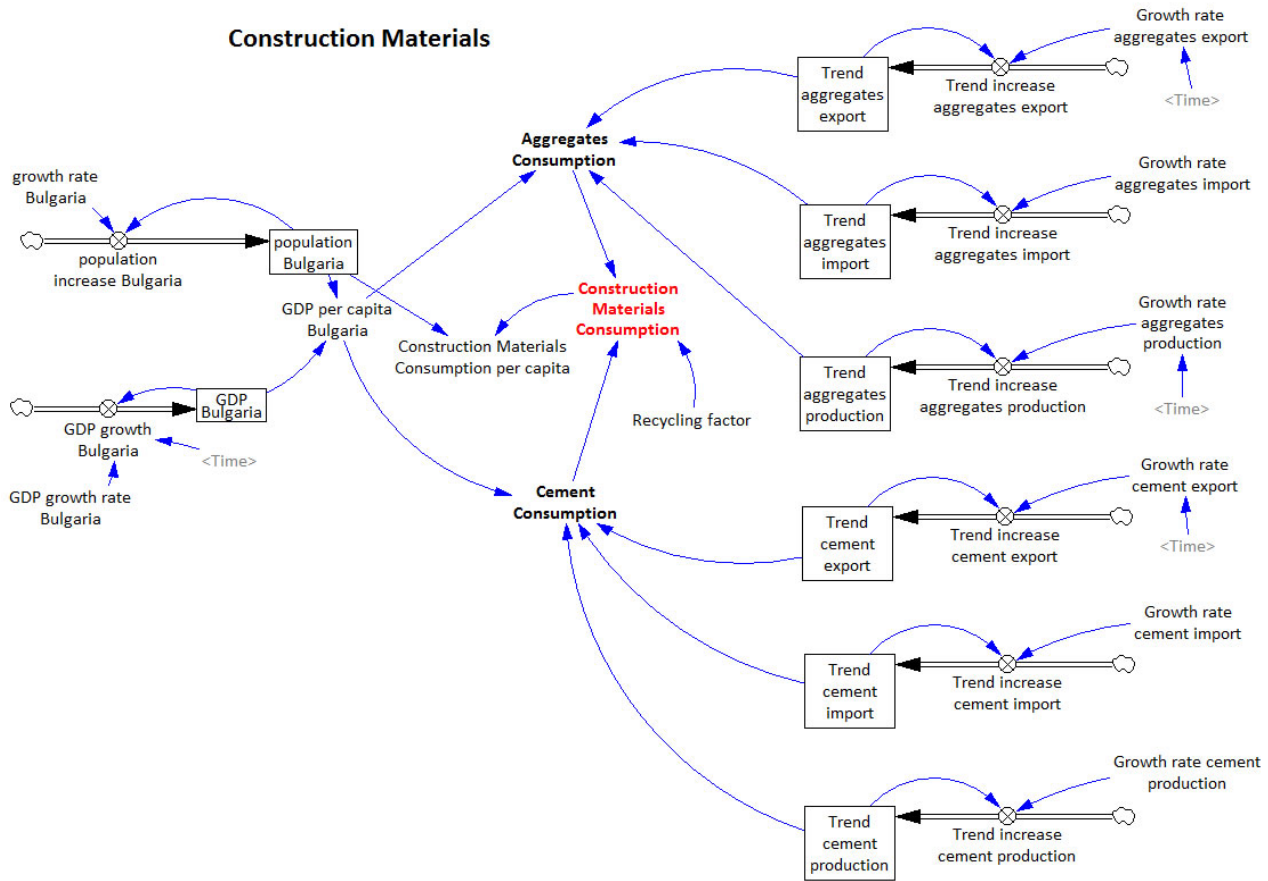 Construction Materials
growth rate
Bulgaria
population
increase Bulgaria
population
Bulgaria
GDP per capita
Bulgaria
GDP
Bulgaria
GDP growth
Bulgaria
<Time>
GDP growth rate
Bulgaria
Aggregates
Consumption
Construction
Materials
Consumption
Construction Materials
Consumption per capita
Recycling factor
Cement
Consumption
Trend
aggregates
export
Trend increase
aggregates export
Growth rate
aggregates export
<Time>
Trend
aggregates
import
Trend increase
aggregates import
Growth rate
aggregates import
Trend
aggregates
production
Trend increase
aggregates production
Growth rate
aggregates
production
<Time>
Trend
cement
export
Trend increase
cement export
Growth rate
cement export
<Time>
Trend
cement
import
Trend increase
cement import
Growth rate
cement import
Trend
cement
production
Trend increase
cement production
Growth rate cement
production